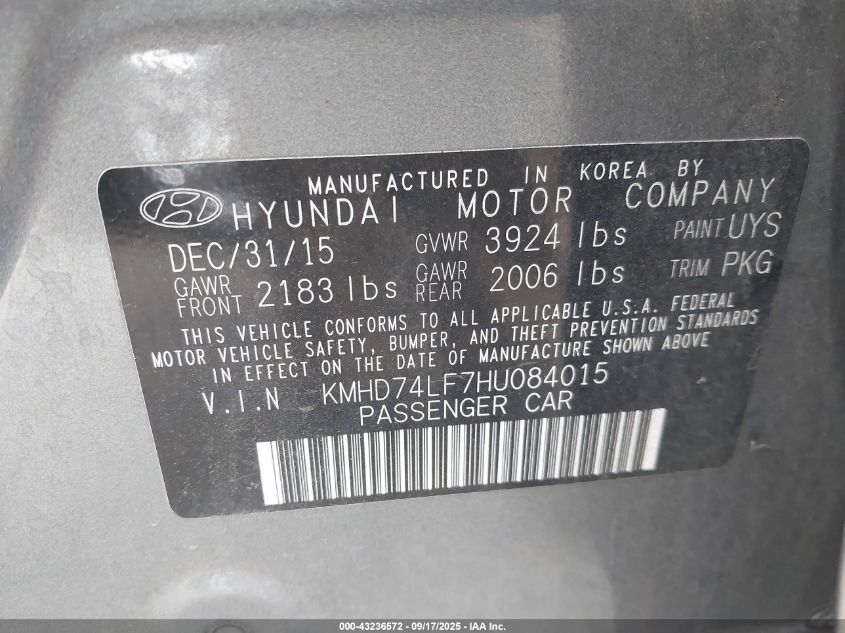 MANUFACTURED IN KOREA BY
HYUNDAI MOTOR COMPANY
DEC/31/15 GVWR 3924 lbs PAINT UYS
GAWR FRONT 2183 lbs GAWR REAR 2006 lbs TRIM PKG
THIS VEHICLE CONFORMS TO ALL APPLICABLE U.S.A. FEDERAL
MOTOR VEHICLE SAFETY, BUMPER, AND THEFT PREVENTION STANDARDS
IN EFFECT ON THE DATE OF MANUFACTURE SHOWN ABOVE
V.I.N KMHD74LF7HU084015
PASSENGER CAR
000-43236572 - 09/17/2025 - IAA Inc.